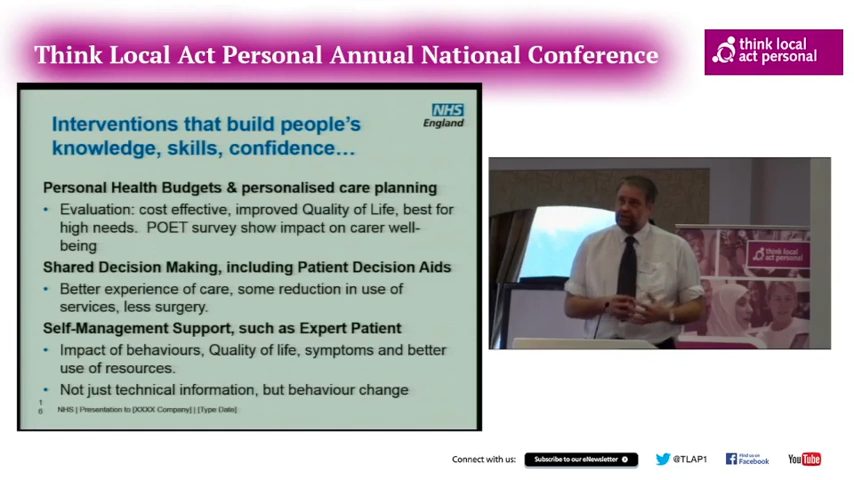 Think Local Act Personal Annual National Conference
think local
act personal
NHS
England
Interventions that build people's
knowledge, skills, confidence…
Personal Health Budgets & personalised care planning
• Evaluation: cost effective, improved Quality of Life, best for
high needs. POET survey show impact on carer well-
being
Shared Decision Making, including Patient Decision Aids
• Better experience of care, some reduction in use of
services, less surgery.
Self-Management Support, such as Expert Patient
• Impact of behaviours, Quality of life, symptoms and better
use of resources.
• Not just technical information, but behaviour change
1
6
NHS | Presentation to [XXXX Company] | [Type Date]
think local
act personal
Connect with us:
Subscribe to our eNewsletter
@TLAP1
Find us on
Facebook
YouTube